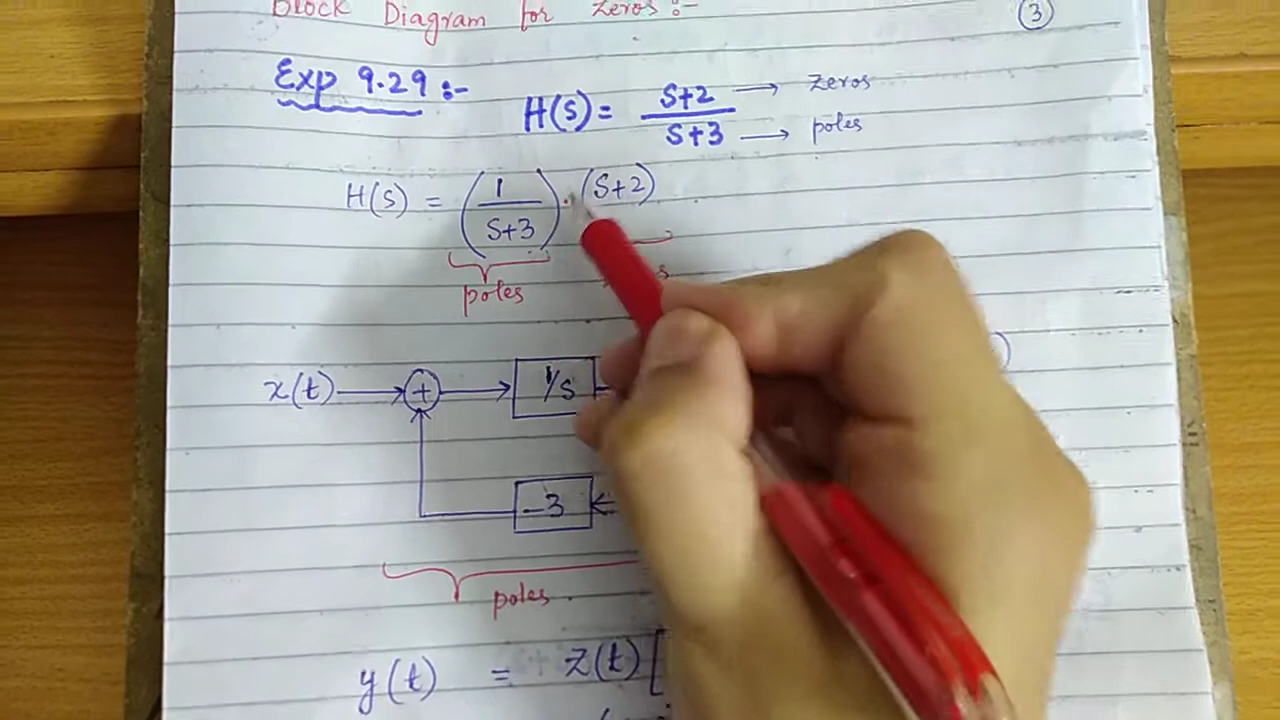 Block Diagram for Zeros :-
3
Exp 9.29 :-
H(S) = S+2 / S+3
→ zeros
→ poles
H(S) = (1 / S+3) . (S+2)
poles
x(t) → + → 1/S
-3
poles .
y(t) = z(t) [